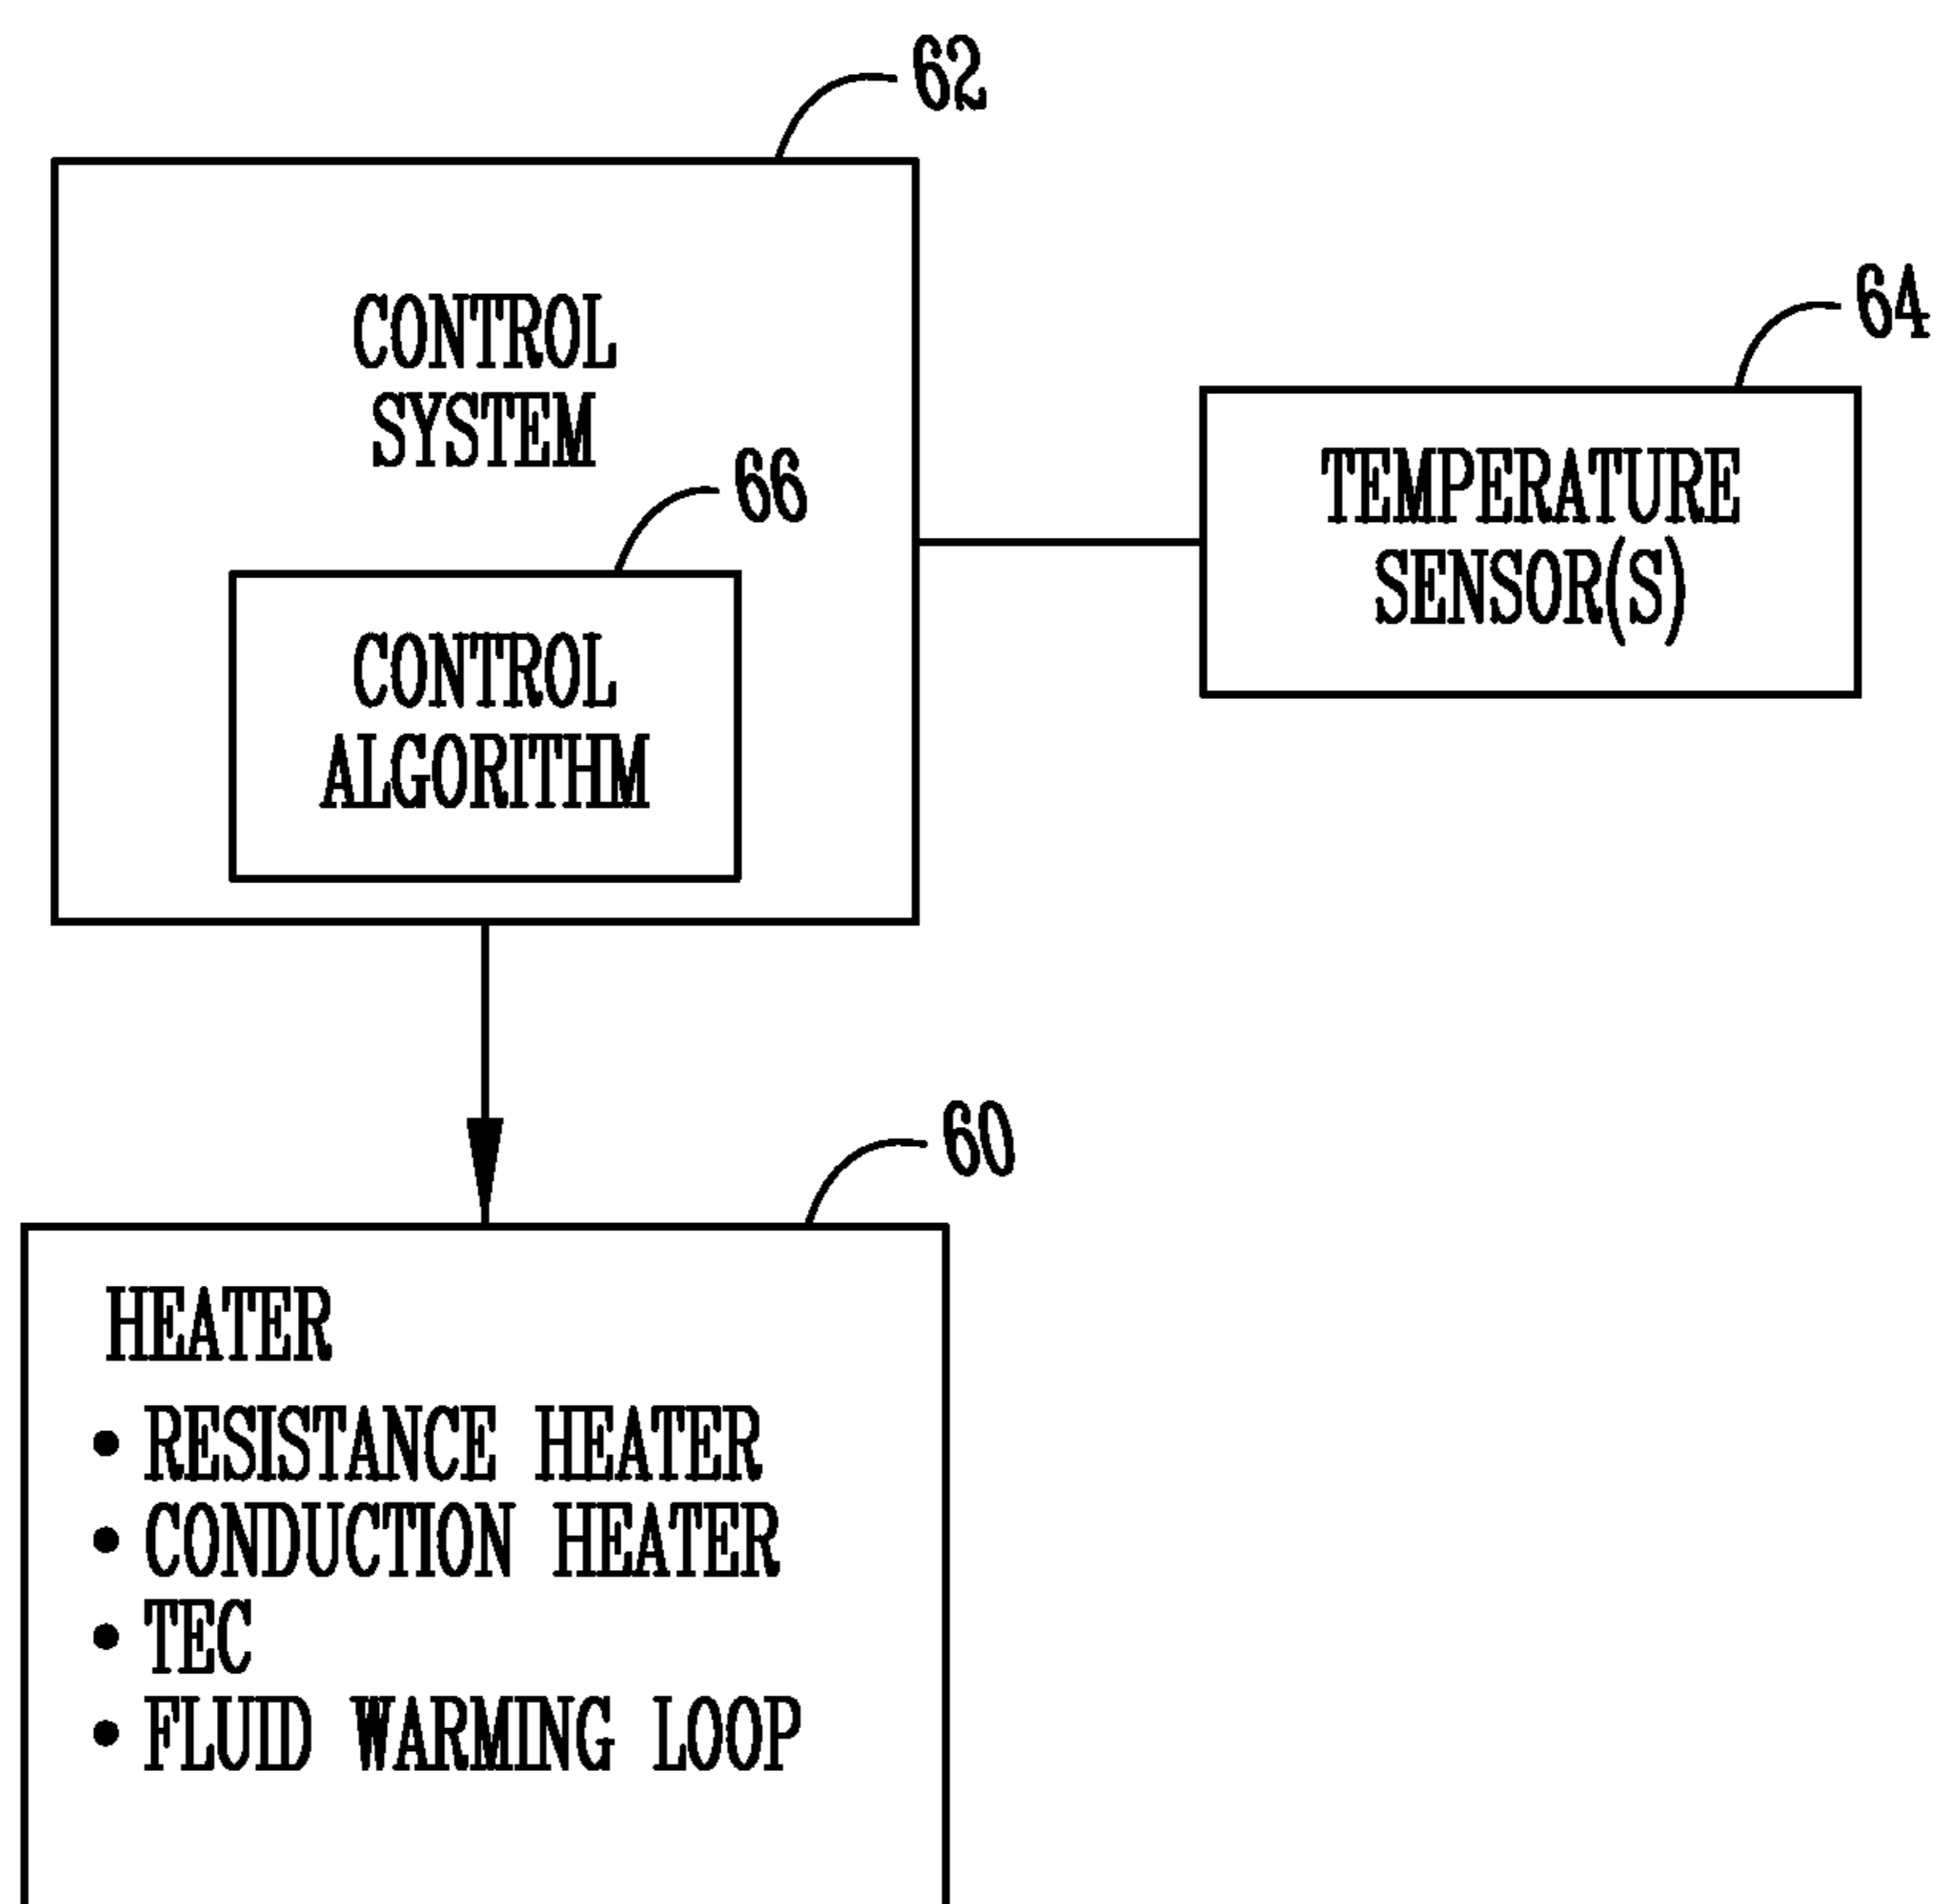 62
CONTROL
SYSTEM
66
CONTROL
ALGORITHM
64
TEMPERATURE
SENSOR(S)
60
HEATER
• RESISTANCE HEATER
• CONDUCTION HEATER
• TEC
• FLUID WARMING LOOP